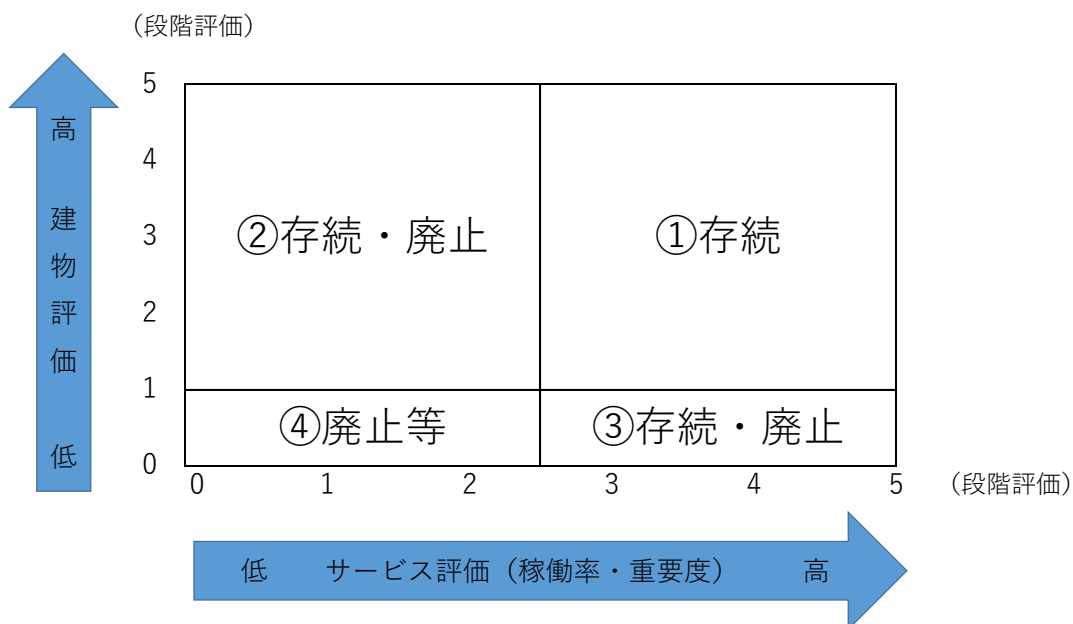 （段階評価）
高
建物評価
低
5
4
3
2
1
0
②存続・廃止
①存続
④廃止等
③存続・廃止
0 1 2 3 4 5 （段階評価）
低 サービス評価（稼働率・重要度） 高